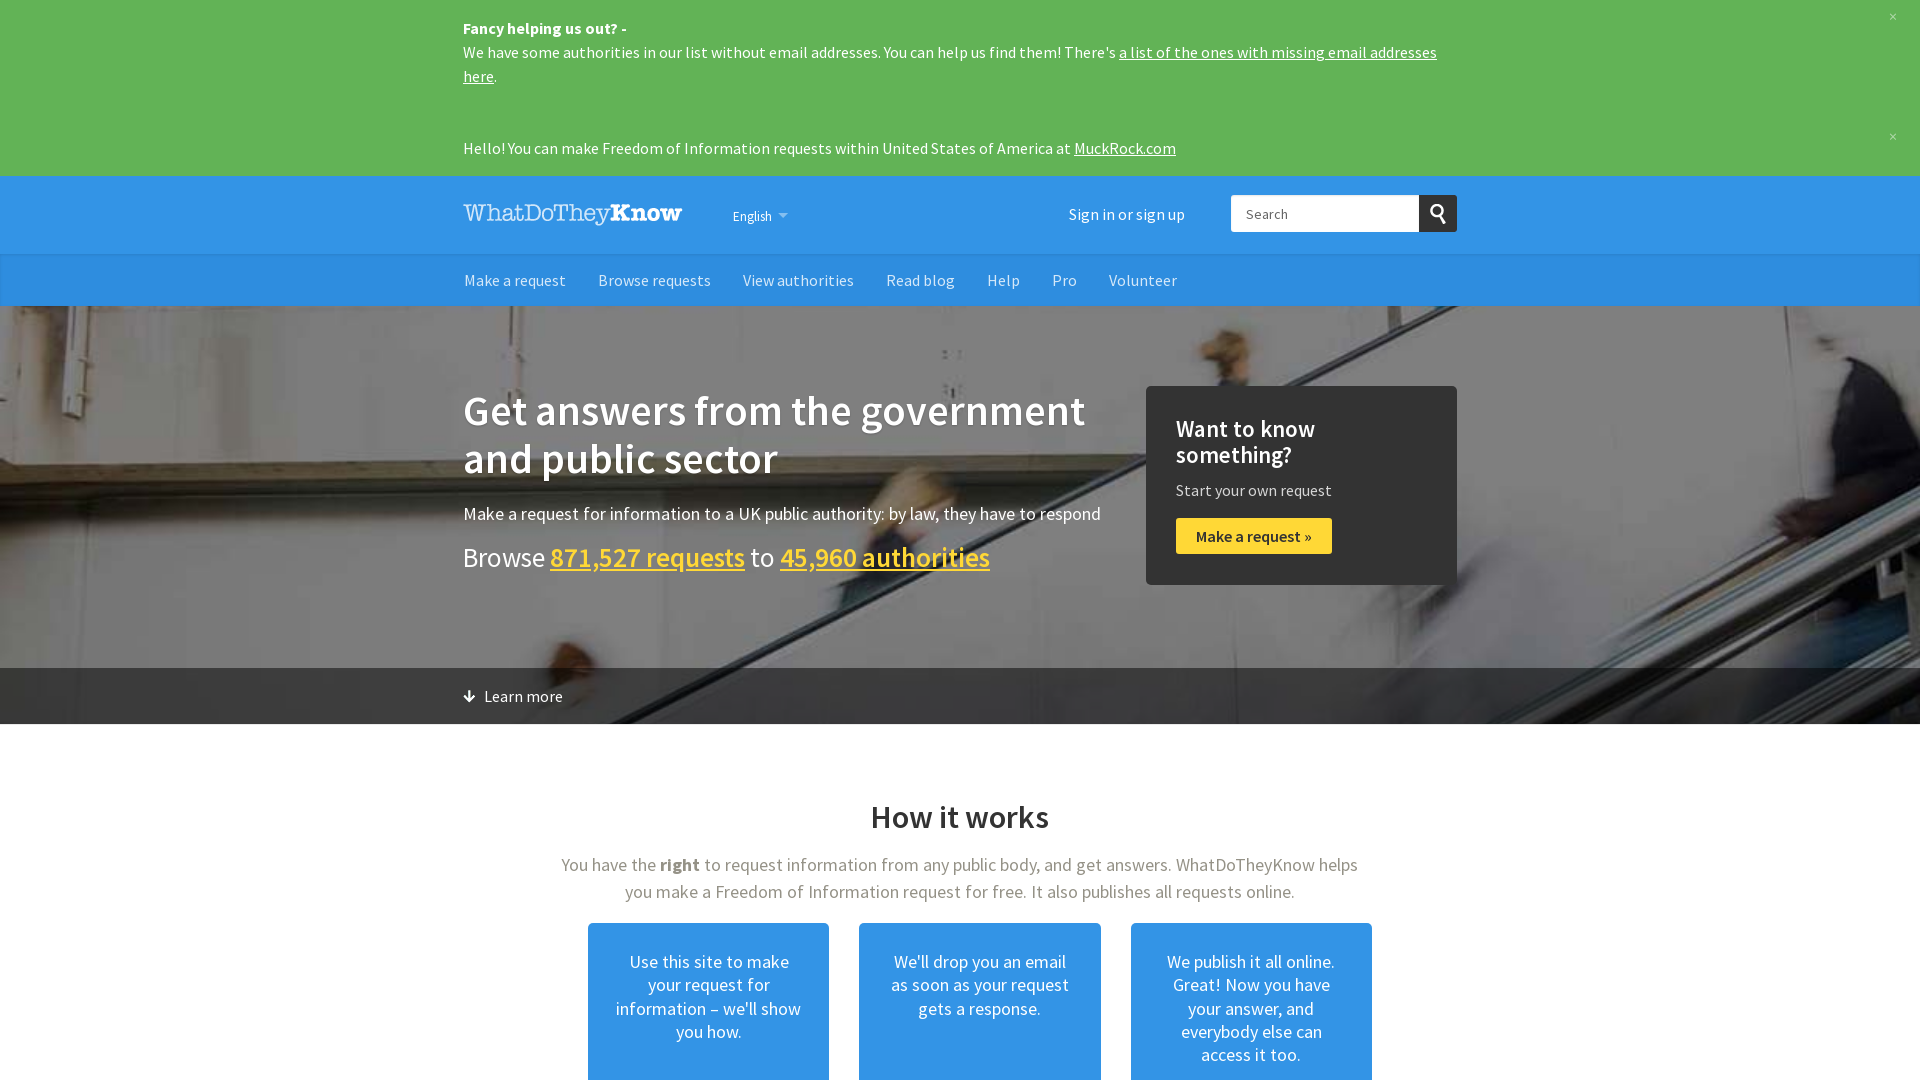 Fancy helping us out? -
We have some authorities in our list without email addresses. You can help us find them! There's a list of the ones with missing email addresses
here.
×
Hello! You can make Freedom of Information requests within United States of America at MuckRock.com
×
WhatDoTheyKnow
English
Sign in or sign up
Search
Make a request
Browse requests
View authorities
Read blog
Help
Pro
Volunteer
Get answers from the government
and public sector
Make a request for information to a UK public authority: by law, they have to respond
Browse 871,527 requests to 45,960 authorities
Want to know
something?
Start your own request
Make a request »
Learn more
How it works
You have the right to request information from any public body, and get answers. WhatDoTheyKnow helps
you make a Freedom of Information request for free. It also publishes all requests online.
Use this site to make
your request for
information – we'll show
you how.
We'll drop you an email
as soon as your request
gets a response.
We publish it all online.
Great! Now you have
your answer, and
everybody else can
access it too.